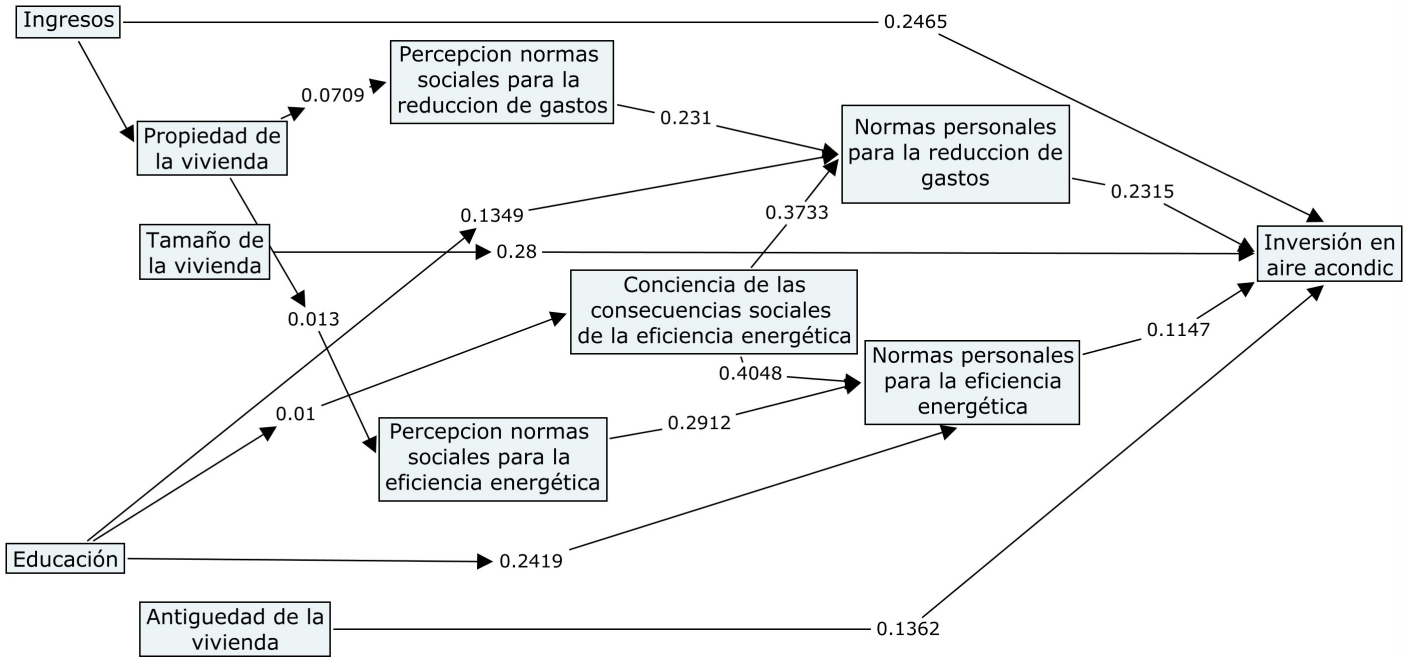 Ingresos
0.2465
Percepcion normas
sociales para la
reduccion de gastos
0.0709
0.231
Propiedad de
la vivienda
Normas personales
para la reduccion de
gastos
0.2315
0.1349
0.3733
Tamaño de
la vivienda
0.28
Inversión en
aire acondic
Conciencia de las
consecuencias sociales
de la eficiencia energética
0.013
0.1147
0.4048
Normas personales
para la eficiencia
energética
0.01
0.2912
Percepcion normas
sociales para la
eficiencia energética
Educación
0.2419
Antiguedad de la
vivienda
0.1362